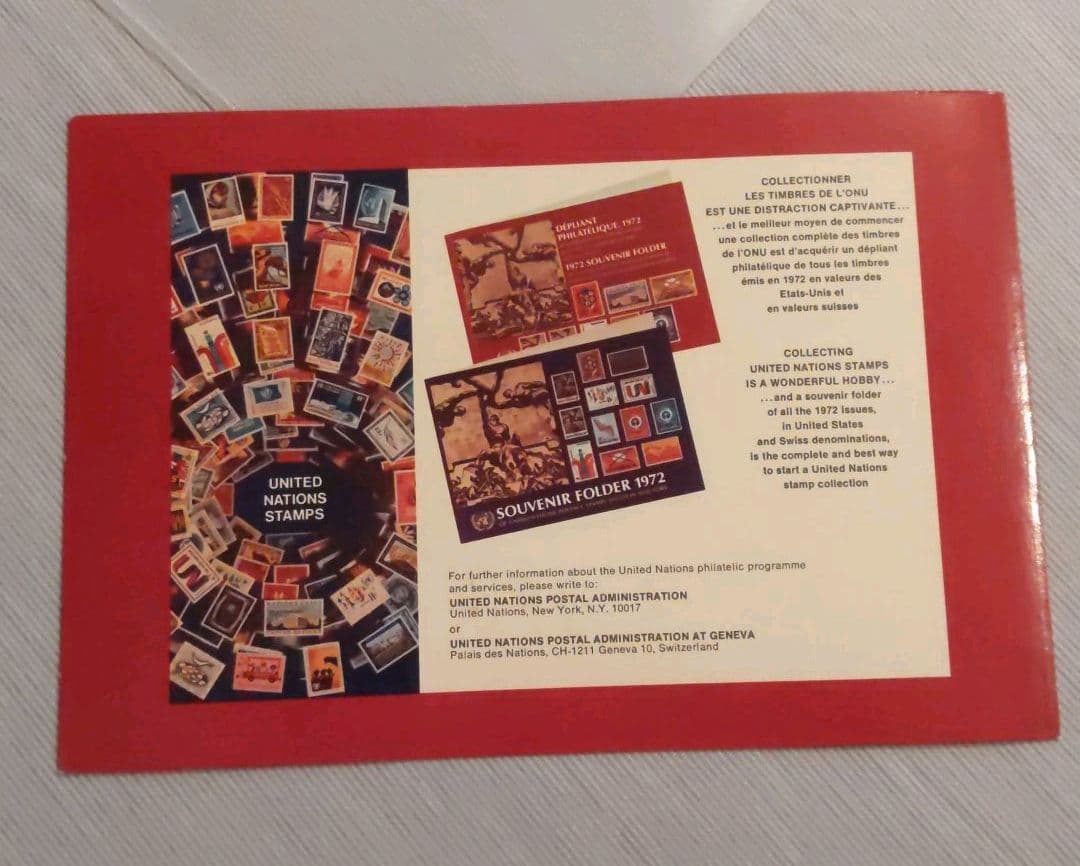 UNITED
NATIONS
STAMPS
DÉPLIANT
PHILATÉLIQUE 1972
1972 SOUVENIR FOLDER
SOUVENIR FOLDER 1972
COLLECTIONNER
LES TIMBRES DE L'ONU
EST UNE DISTRACTION CAPTIVANTE...
...et le meilleur moyen de commencer
une collection complète des timbres
de l'ONU est d'acquérir un dépliant
philatélique de tous les timbres
émis en 1972 en valeurs des
Etats-Unis et
en valeurs suisses
COLLECTING
UNITED NATIONS STAMPS
IS A WONDERFUL HOBBY...
...and a souvenir folder
of all the 1972 issues,
in United States
and Swiss denominations,
is the complete and best way
to start a United Nations
stamp collection
For further information about the United Nations philatelic programme
and services, please write to:
UNITED NATIONS POSTAL ADMINISTRATION
United Nations, New York, N.Y. 10017
or
UNITED NATIONS POSTAL ADMINISTRATION AT GENEVA
Palais des Nations, CH-1211 Geneva 10, Switzerland